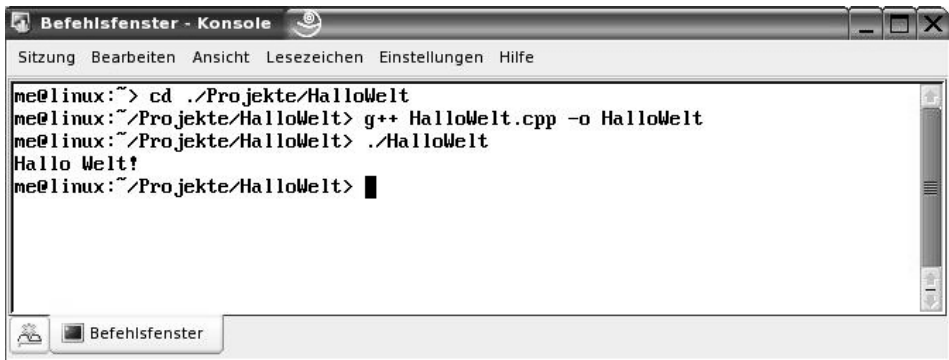 Befehlsfenster - Konsole
Sitzung Bearbeiten Ansicht Lesezeichen Einstellungen Hilfe
me@linux:~> cd ./Projekte/HalloWelt
me@linux:~/Projekte/HalloWelt> g++ HalloWelt.cpp -o HalloWelt
me@linux:~/Projekte/HalloWelt> ./HalloWelt
Hallo Welt!
me@linux:~/Projekte/HalloWelt>
Befehlsfenster